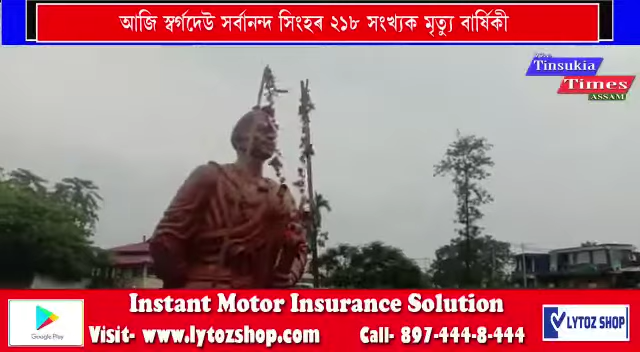 আজি স্বৰ্গদেউ সৰ্বানন্দ সিংহৰ ২১৮ সংখ্যক মৃত্যু বাৰ্ষিকী
The
Tinsukia
Times
ASSAM
Instant Motor Insurance Solution
Google Play
Visit- www.lytozshop.com Call- 897-444-8-444
LYTOZ SHOP